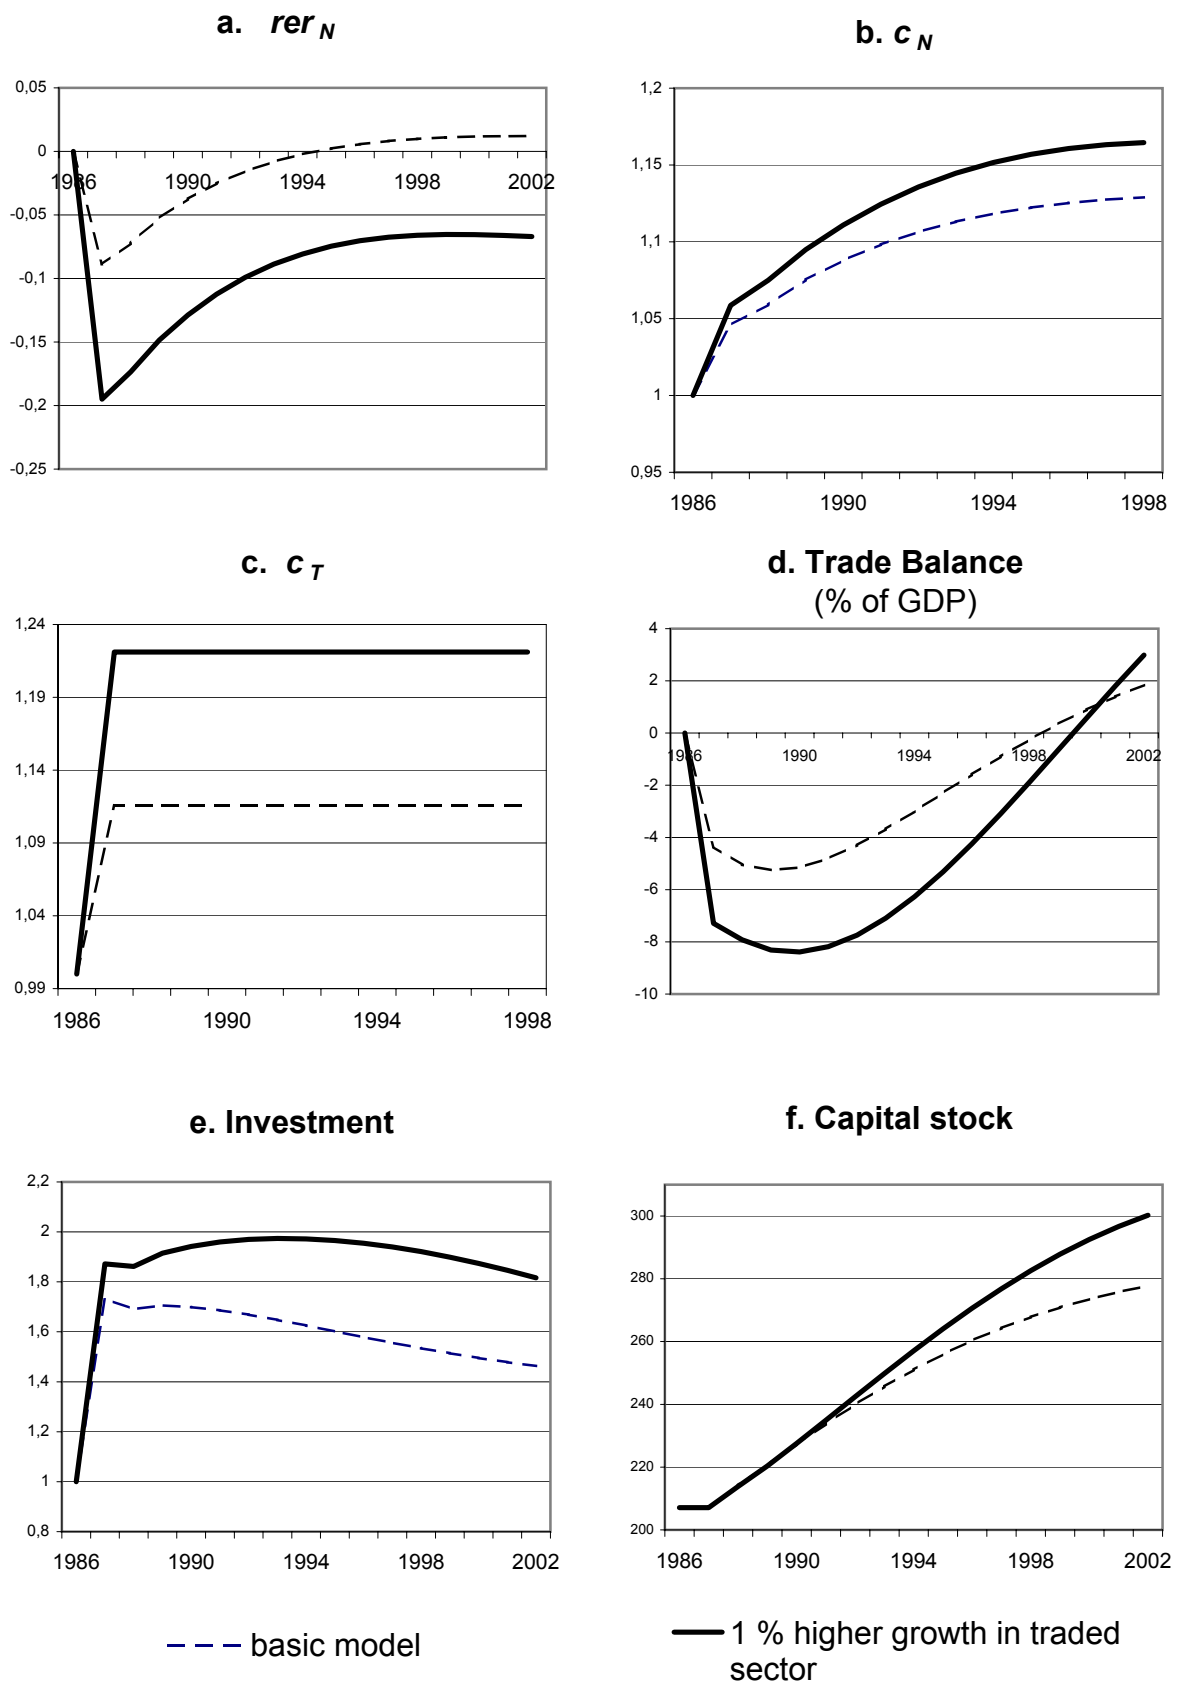 a. rer N
0,05
0
-0,05
-0,1
-0,15
-0,2
-0,25
1986 1990 1994 1998 2002
b. c N
1,2
1,15
1,1
1,05
1
0,95
1986 1990 1994 1998
c. c T
1,24
1,19
1,14
1,09
1,04
0,99
1986 1990 1994 1998
d. Trade Balance
(% of GDP)
4
2
0
-2
-4
-6
-8
-10
1986 1990 1994 1998 2002
e. Investment
2,2
2
1,8
1,6
1,4
1,2
1
0,8
1986 1990 1994 1998 2002
f. Capital stock
300
280
260
240
220
200
1986 1990 1994 1998 2002
basic model
1 % higher growth in traded
sector